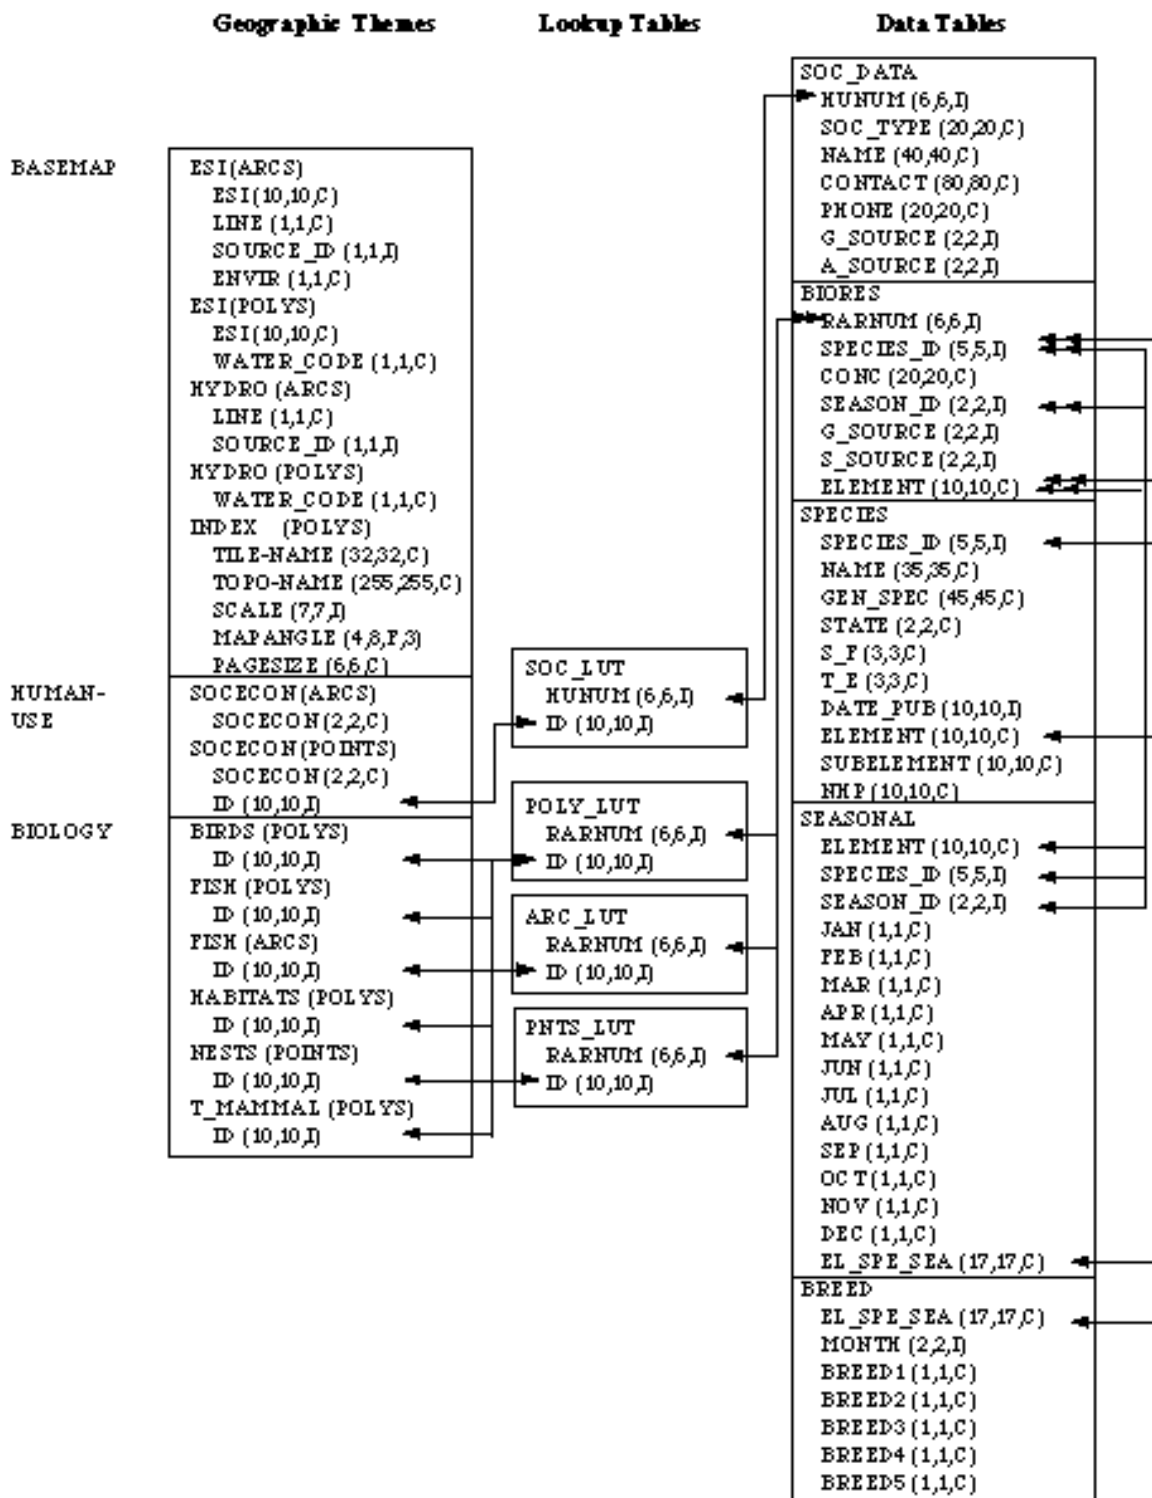 Geographic Themes Lookup Tables Data Tables
BASEMAP
ESI(ARCS)
ESI(10,10,C)
LINE (1,1,C)
SOURCE_ID (1,1,I)
ENVIR (1,1,C)
ESI(POLYS)
ESI(10,10,C)
WATER_CODE (1,1,C)
HYDRO (ARCS)
LINE (1,1,C)
SOURCE_ID (1,1,I)
HYDRO (POLYS)
WATER_CODE (1,1,C)
INDEX (POLYS)
TILE-NAME (32,32,C)
TOPO-NAME (255,255,C)
SCALE (7,7,I)
MAPANGLE (4,8,F,3)
PAGESIZE (6,6,C)
HUMAN-
USE
SOCECON(ARCS)
SOCECON(2,2,C)
SOCECON(POINTS)
SOCECON(2,2,C)
ID (10,10,I)
BIOLOGY
BIRDS (POLYS)
ID (10,10,I)
FISH (POLYS)
ID (10,10,I)
FISH (ARCS)
ID (10,10,I)
HABITATS (POLYS)
ID (10,10,I)
NESTS (POINTS)
ID (10,10,I)
T_MAMMAL (POLYS)
ID (10,10,I)
SOC_LUT
HUNUM (6,6,I)
ID (10,10,I)
POLY_LUT
RARNUM (6,6,I)
ID (10,10,I)
ARC_LUT
RARNUM (6,6,I)
ID (10,10,I)
PNTS_LUT
RARNUM (6,6,I)
ID (10,10,I)
SOC_DATA
HUNUM (6,6,I)
SOC_TYPE (20,20,C)
NAME (40,40,C)
CONTACT (80,80,C)
PHONE (20,20,C)
G_SOURCE (2,2,I)
A_SOURCE (2,2,I)
BIORES
RARNUM (6,6,I)
SPECIES_ID (5,5,I)
CONC (20,20,C)
SEASON_ID (2,2,I)
G_SOURCE (2,2,I)
S_SOURCE (2,2,I)
ELEMENT (10,10,C)
SPECIES
SPECIES_ID (5,5,I)
NAME (35,35,C)
GEN_SPEC (45,45,C)
STATE (2,2,C)
S_F (3,3,C)
T_E (3,3,C)
DATE_PUB (10,10,I)
ELEMENT (10,10,C)
SUBELEMENT (10,10,C)
NHP (10,10,C)
SEASONAL
ELEMENT (10,10,C)
SPECIES_ID (5,5,I)
SEASON_ID (2,2,I)
JAN (1,1,C)
FEB (1,1,C)
MAR (1,1,C)
APR (1,1,C)
MAY (1,1,C)
JUN (1,1,C)
JUL (1,1,C)
AUG (1,1,C)
SEP (1,1,C)
OCT (1,1,C)
NOV (1,1,C)
DEC (1,1,C)
EL_SPE_SEA (17,17,C)
BREED
EL_SPE_SEA (17,17,C)
MONTH (2,2,I)
BREED1 (1,1,C)
BREED2 (1,1,C)
BREED3 (1,1,C)
BREED4 (1,1,C)
BREED5 (1,1,C)